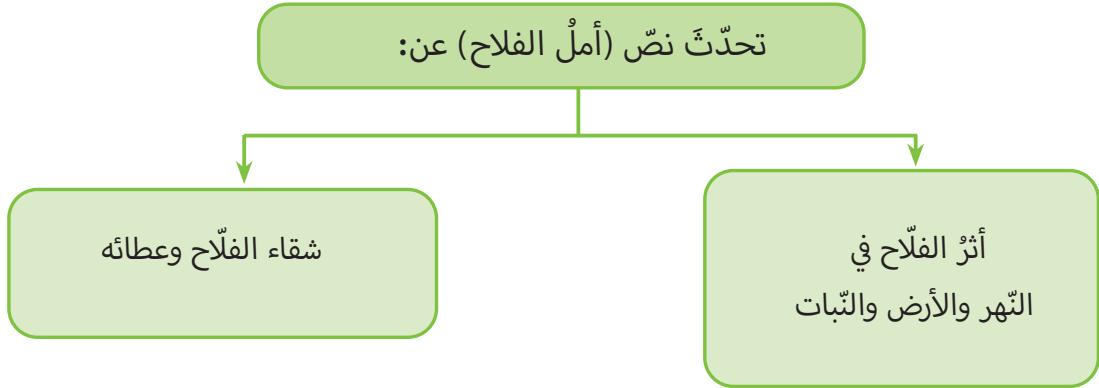 تحدّثَ نصّ (أملُ الفلاح) عن:
أثرُ الفلّاح في
النّهر والأرض والنّبات
شقاء الفلّاح وعطائه